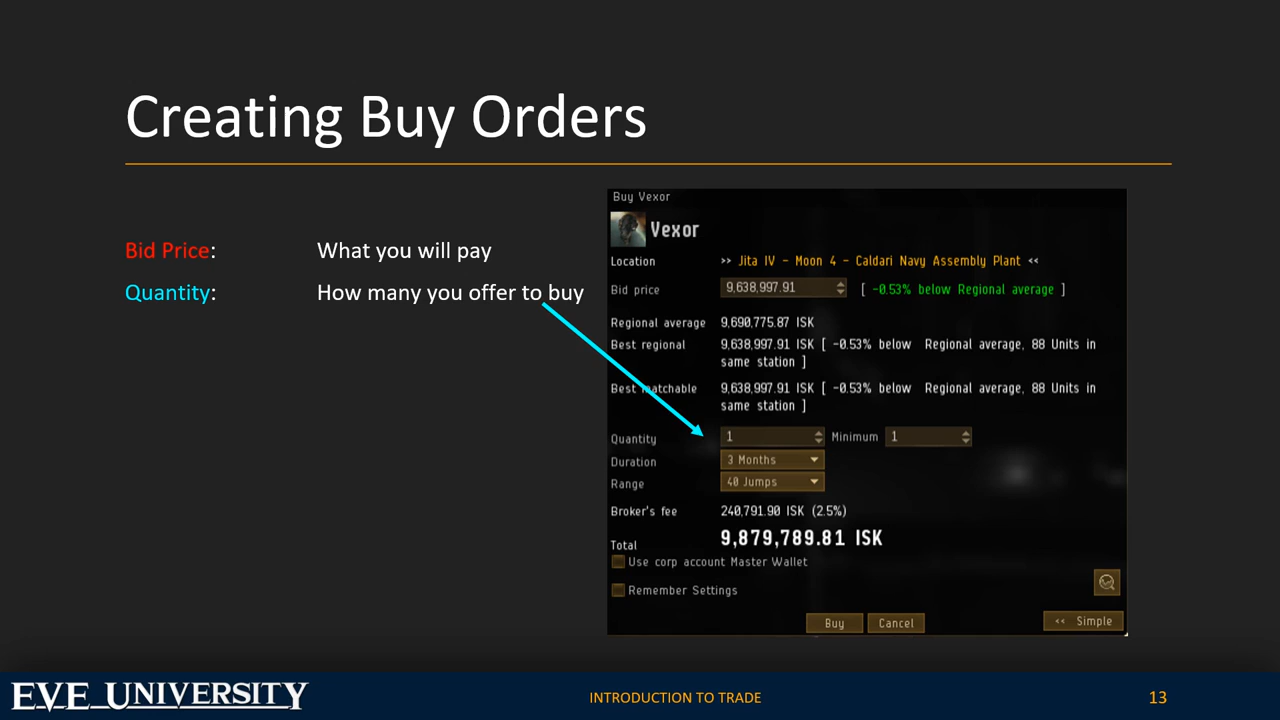 Creating Buy Orders
Bid Price: What you will pay
Quantity: How many you offer to buy
Buy Vexor
Vexor
Location >> Jita IV - Moon 4 - Caldari Navy Assembly Plant <<
Bid price 9,638,997.91 [ -0.53% below Regional average ]
Regional average 9,690,775.87 ISK
Best regional 9,638,997.91 ISK [ -0.53% below Regional average, 88 Units in
same station ]
Best matchable 9,638,997.91 ISK [ -0.53% below Regional average, 88 Units in
same station ]
Quantity 1 Minimum 1
Duration 3 Months
Range 40 Jumps
Broker's fee 240,791.90 ISK (2.5%)
Total 9,879,789.81 ISK
Use corp account Master Wallet
Remember Settings
Buy Cancel << Simple
EVE UNIVERSITY INTRODUCTION TO TRADE 13